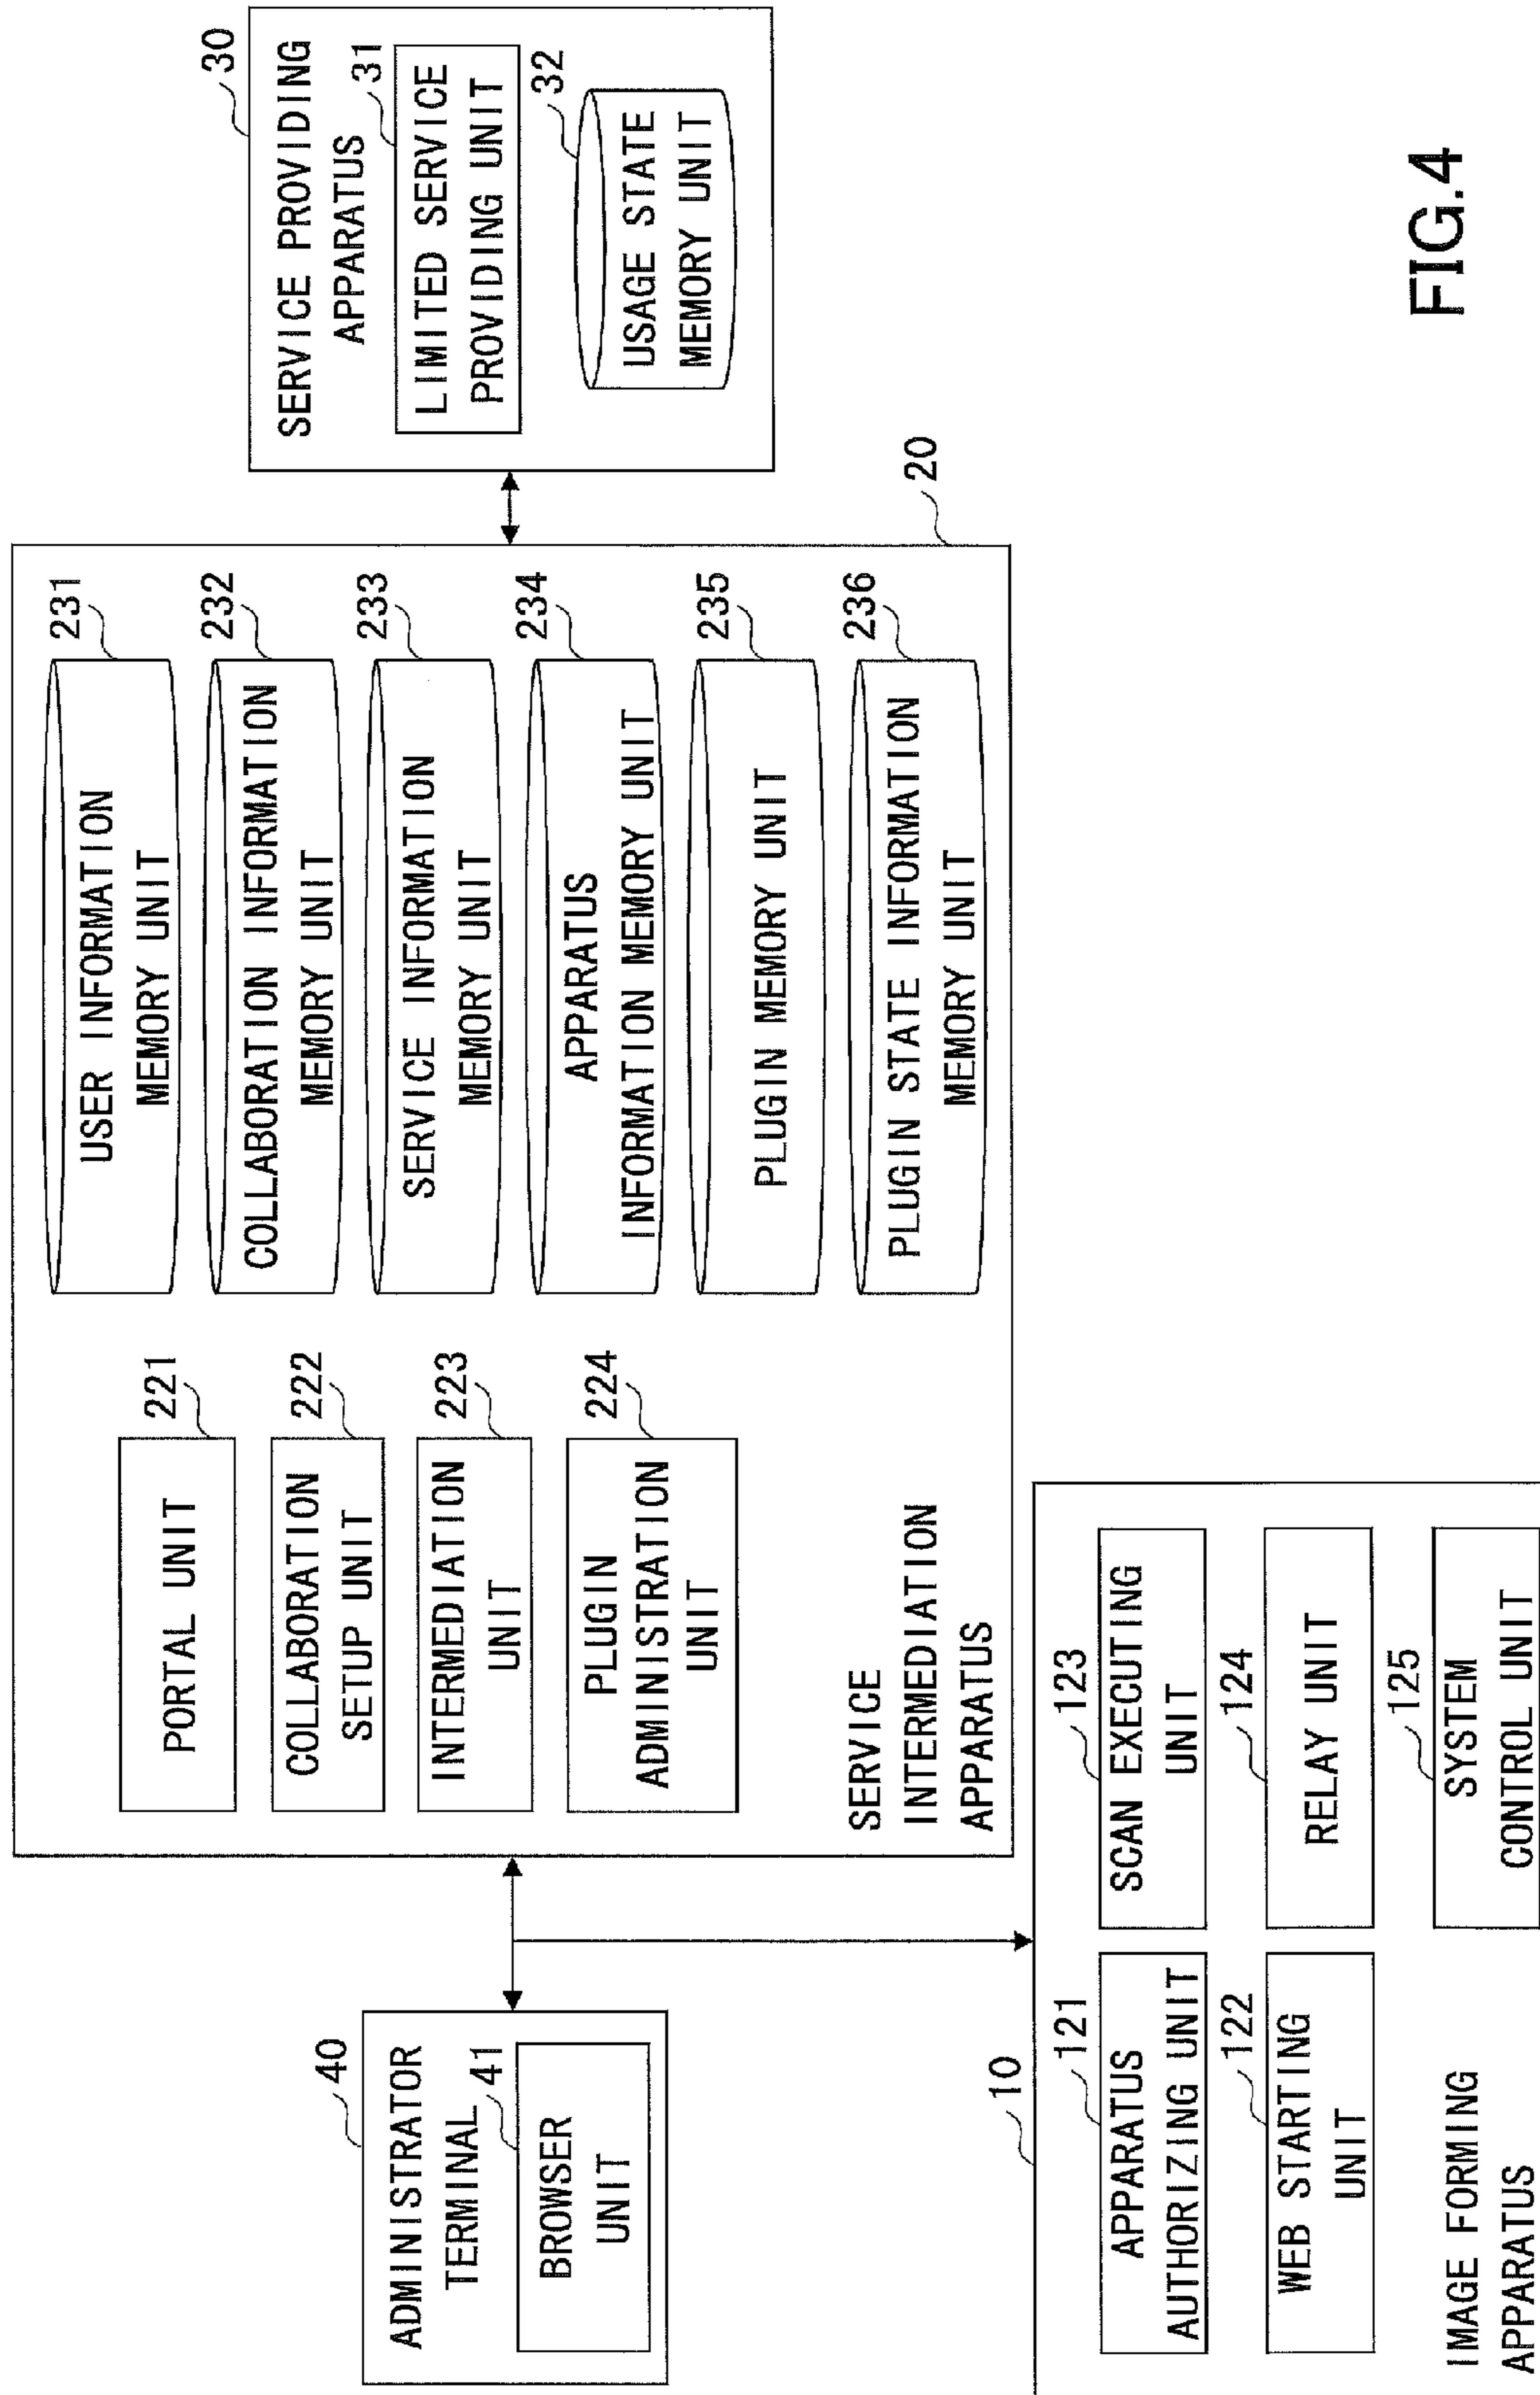 40
ADMINISTRATOR
TERMINAL
41
BROWSER
UNIT
10
121
APPARATUS
AUTHORIZING UNIT
122
WEB STARTING
UNIT
123
SCAN EXECUTING
UNIT
124
RELAY UNIT
125
SYSTEM
CONTROL UNIT
IMAGE FORMING
APPARATUS
20
221
PORTAL UNIT
222
COLLABORATION
SETUP UNIT
223
INTERMEDIATION
UNIT
224
PLUGIN
ADMINISTRATION
UNIT
SERVICE
INTERMEDIATION
APPARATUS
231
USER INFORMATION
MEMORY UNIT
232
COLLABORATION INFORMATION
MEMORY UNIT
233
SERVICE INFORMATION
MEMORY UNIT
234
APPARATUS
INFORMATION MEMORY UNIT
235
PLUGIN MEMORY UNIT
236
PLUGIN STATE INFORMATION
MEMORY UNIT
30
SERVICE PROVIDING
APPARATUS
31
LIMITED SERVICE
PROVIDING UNIT
32
USAGE STATE
MEMORY UNIT
FIG.4